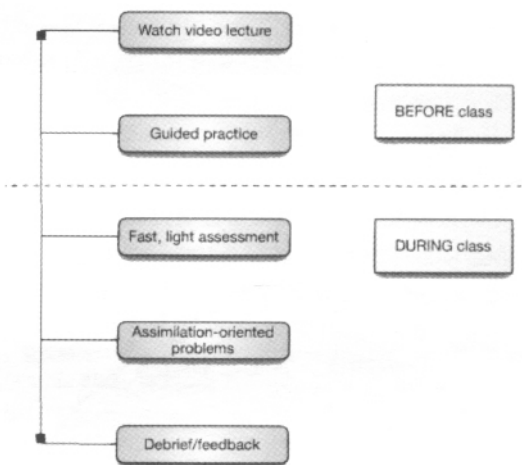 Watch video lecture
BEFORE class
Guided practice
Fast, light assessment
DURING class
Assimilation-oriented
problems
Debrief/feedback